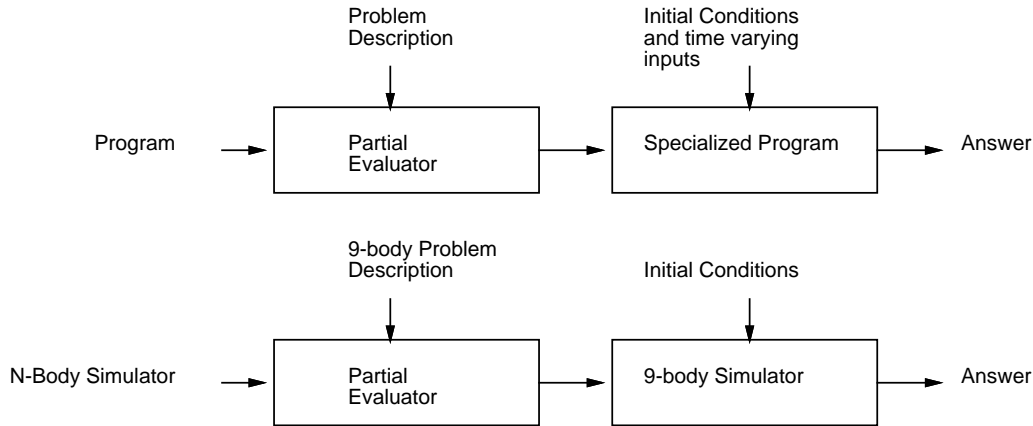 Problem
Description
Initial Conditions
and time varying
inputs
Program
Partial
Evaluator
Specialized Program
Answer
9-body Problem
Description
Initial Conditions
N-Body Simulator
Partial
Evaluator
9-body Simulator
Answer